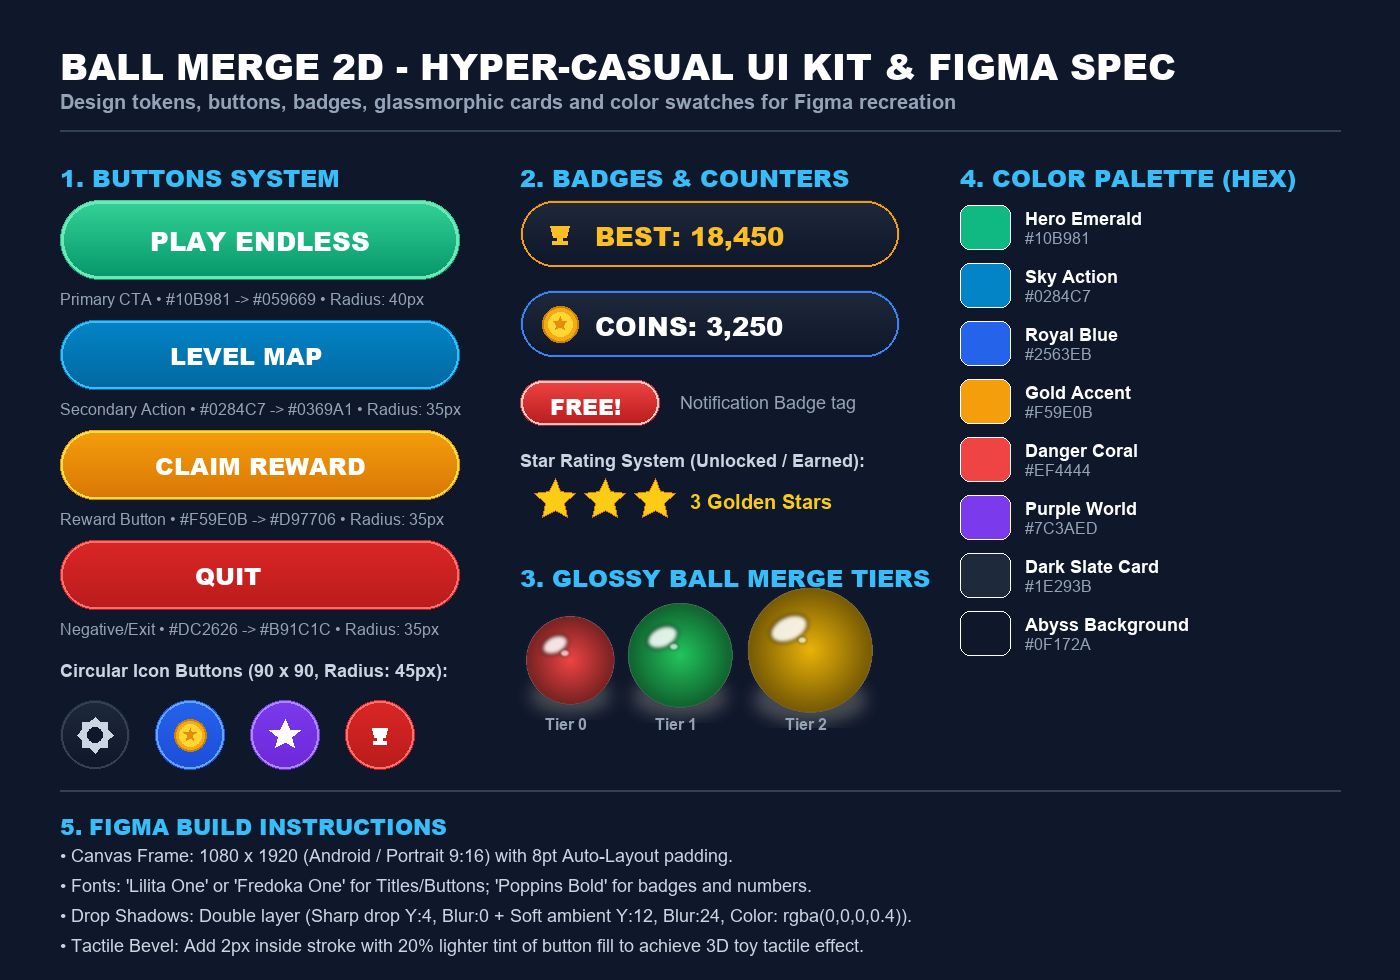 BALL MERGE 2D - HYPER-CASUAL UI KIT & FIGMA SPEC
Design tokens, buttons, badges, glassmorphic cards and color swatches for Figma recreation
1. BUTTONS SYSTEM
PLAY ENDLESS
Primary CTA • #10B981 -> #059669 • Radius: 40px
LEVEL MAP
Secondary Action • #0284C7 -> #0369A1 • Radius: 35px
CLAIM REWARD
Reward Button • #F59E0B -> #D97706 • Radius: 35px
QUIT
Negative/Exit • #DC2626 -> #B91C1C • Radius: 35px
Circular Icon Buttons (90 x 90, Radius: 45px):
2. BADGES & COUNTERS
BEST: 18,450
COINS: 3,250
FREE!
Notification Badge tag
Star Rating System (Unlocked / Earned):
3 Golden Stars
3. GLOSSY BALL MERGE TIERS
Tier 0
Tier 1
Tier 2
4. COLOR PALETTE (HEX)
Hero Emerald
#10B981
Sky Action
#0284C7
Royal Blue
#2563EB
Gold Accent
#F59E0B
Danger Coral
#EF4444
Purple World
#7C3AED
Dark Slate Card
#1E293B
Abyss Background
#0F172A
5. FIGMA BUILD INSTRUCTIONS
• Canvas Frame: 1080 x 1920 (Android / Portrait 9:16) with 8pt Auto-Layout padding.
• Fonts: 'Lilita One' or 'Fredoka One' for Titles/Buttons; 'Poppins Bold' for badges and numbers.
• Drop Shadows: Double layer (Sharp drop Y:4, Blur:0 + Soft ambient Y:12, Blur:24, Color: rgba(0,0,0,0.4)).
• Tactile Bevel: Add 2px inside stroke with 20% lighter tint of button fill to achieve 3D toy tactile effect.